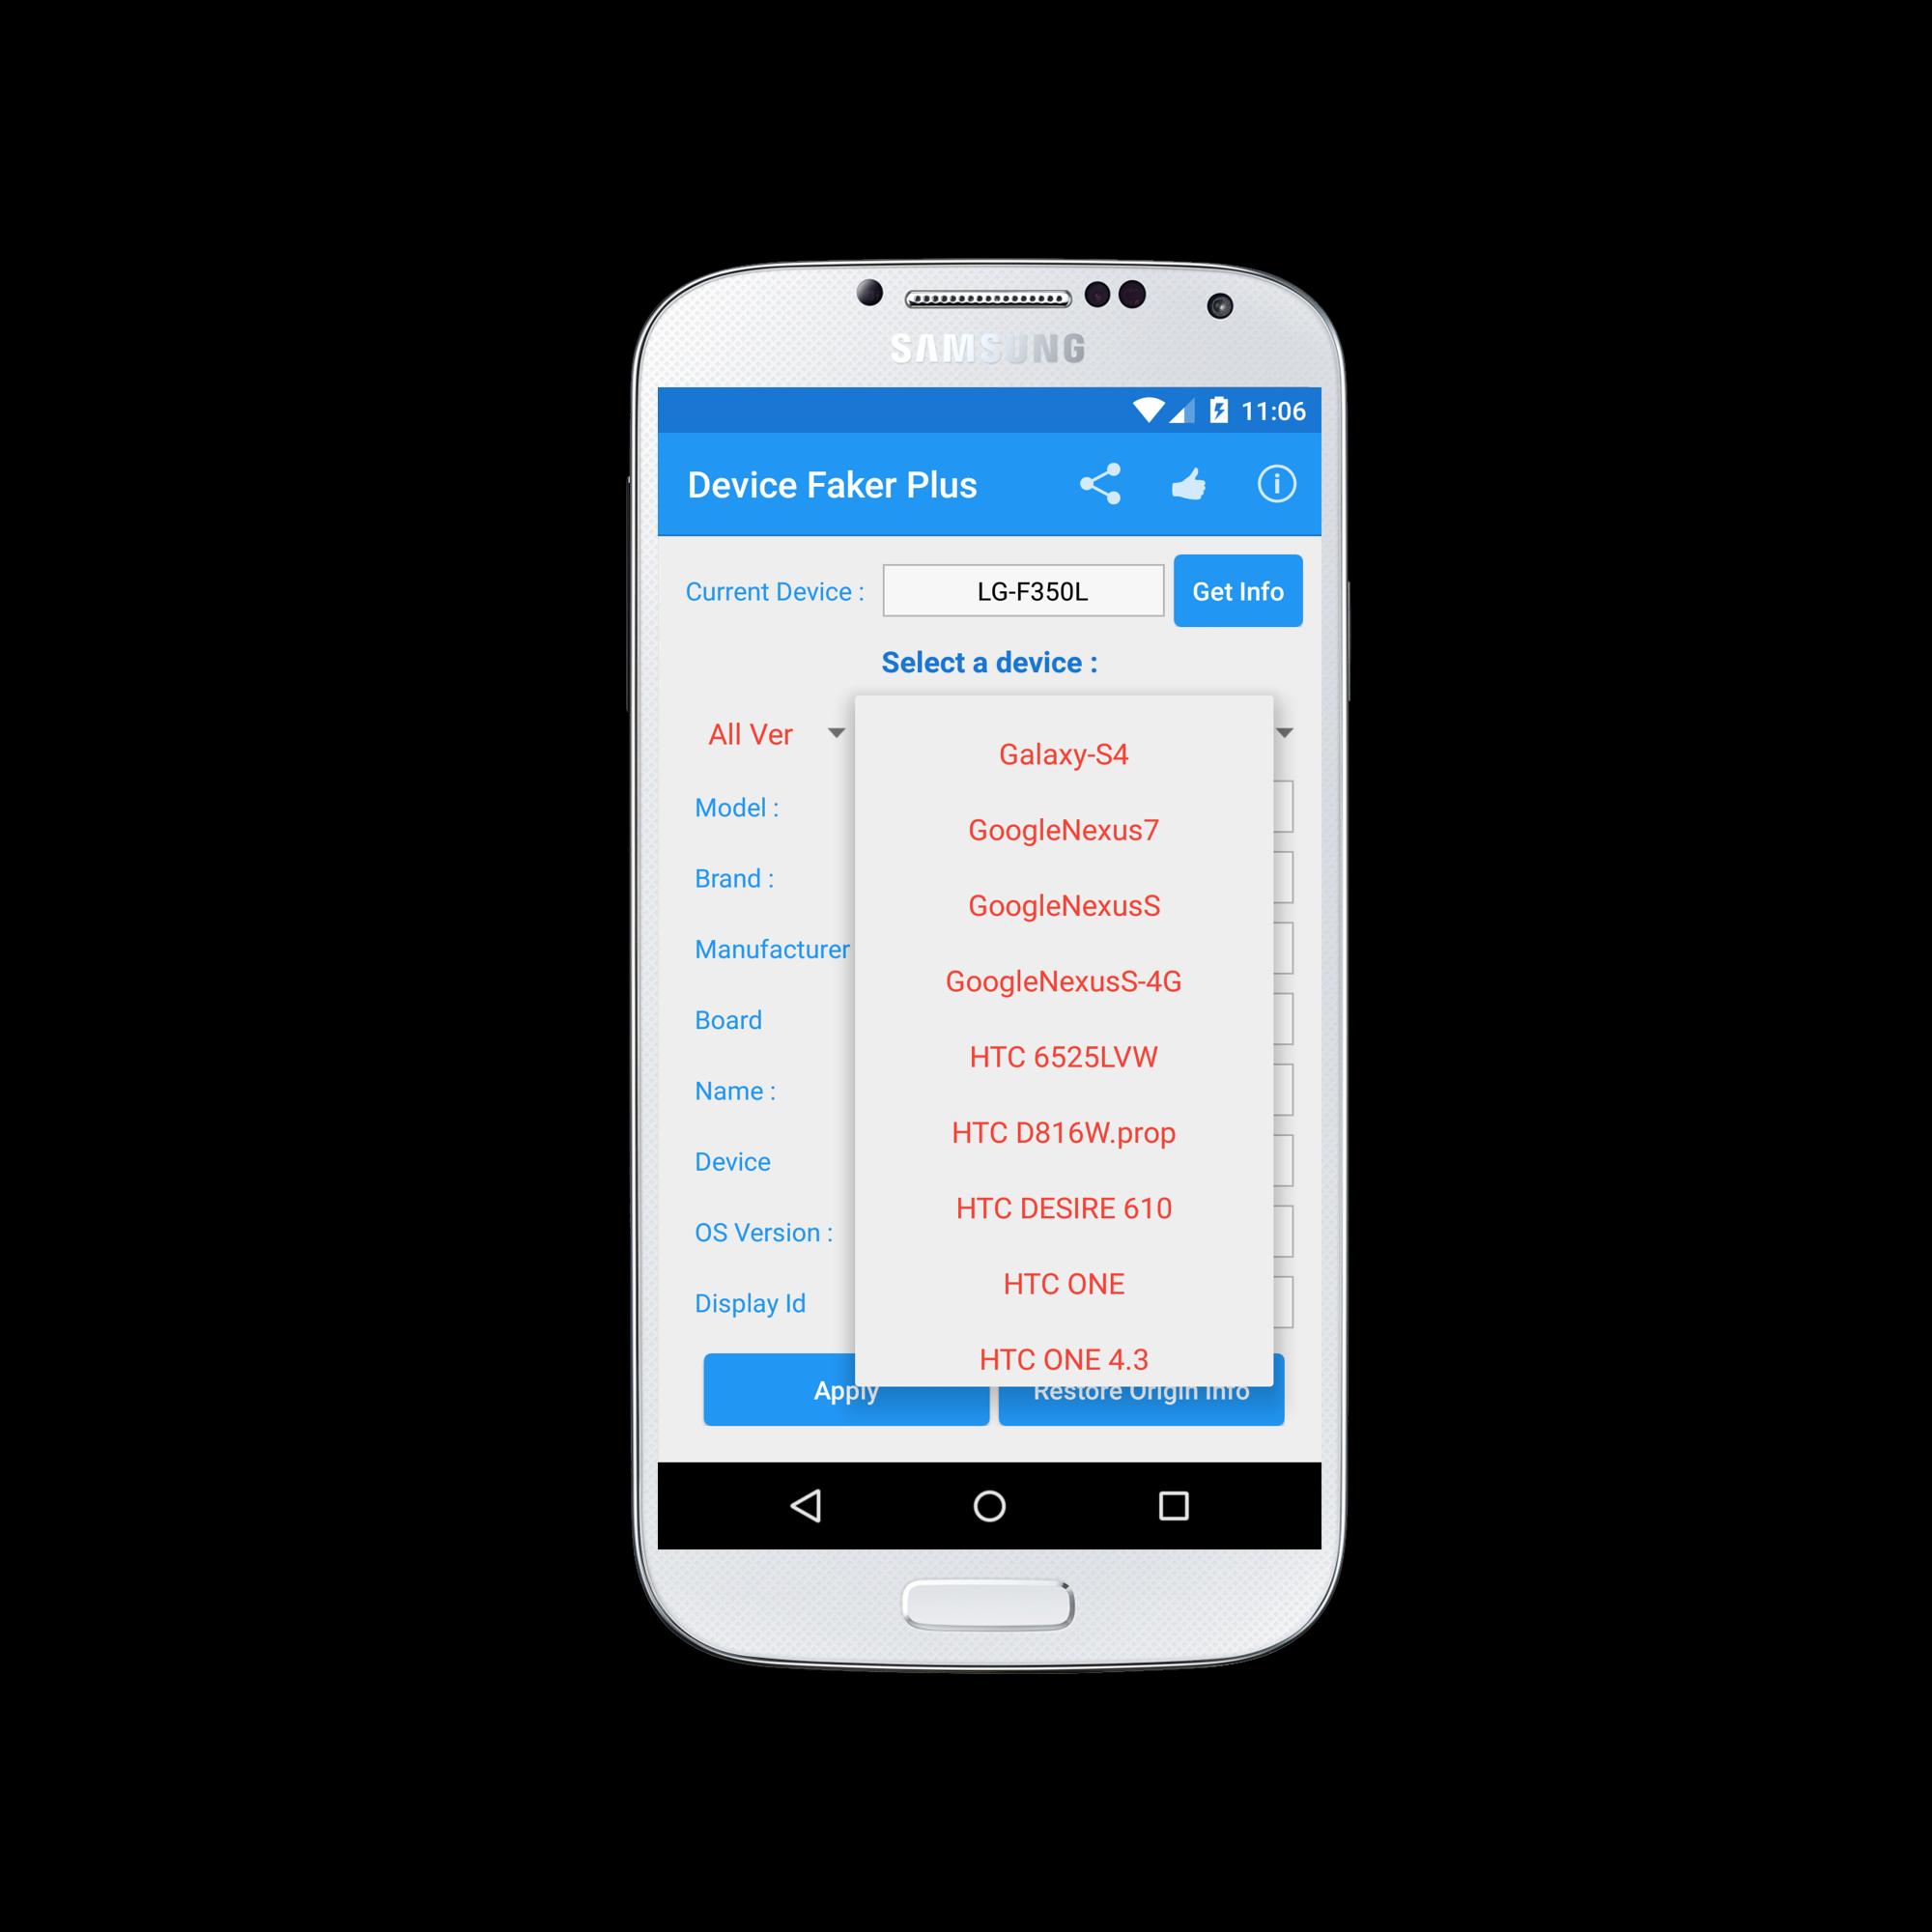 SAMSUNG
11:06
Device Faker Plus
Current Device :
LG-F350L
Get Info
Select a device :
All Ver
Galaxy-S4
Model :
GoogleNexus7
Brand :
GoogleNexusS
Manufacturer
GoogleNexusS-4G
Board
HTC 6525LVW
Name :
HTC D816W.prop
Device
HTC DESIRE 610
OS Version :
HTC ONE
Display Id
HTC ONE 4.3
Apply
Restore Origin Info